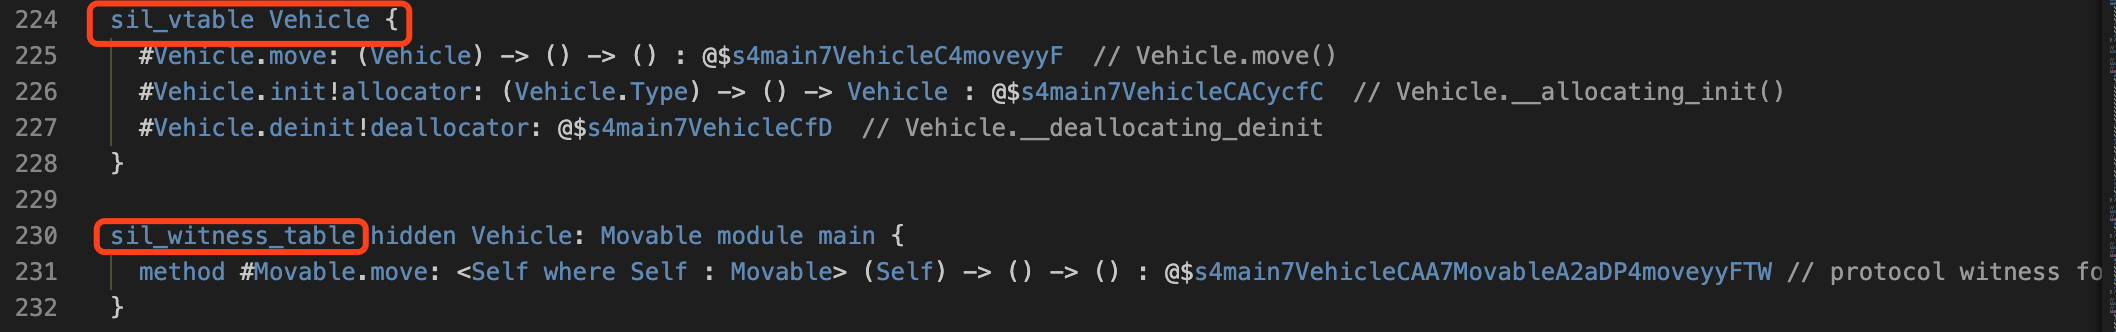 224 sil_vtable Vehicle {
225 #Vehicle.move: (Vehicle) -> () -> () : @$s4main7VehicleC4moveyyF // Vehicle.move()
226 #Vehicle.init!allocator: (Vehicle.Type) -> () -> Vehicle : @$s4main7VehicleCACycfC // Vehicle.__allocating_init()
227 #Vehicle.deinit!deallocator: @$s4main7VehicleCfD // Vehicle.__deallocating_deinit
228 }
229
230 sil_witness_table hidden Vehicle: Movable module main {
231 method #Movable.move: <Self where Self : Movable> (Self) -> () -> () : @$s4main7VehicleCAA7MovableA2aDP4moveyyFTW // protocol witness fo
232 }